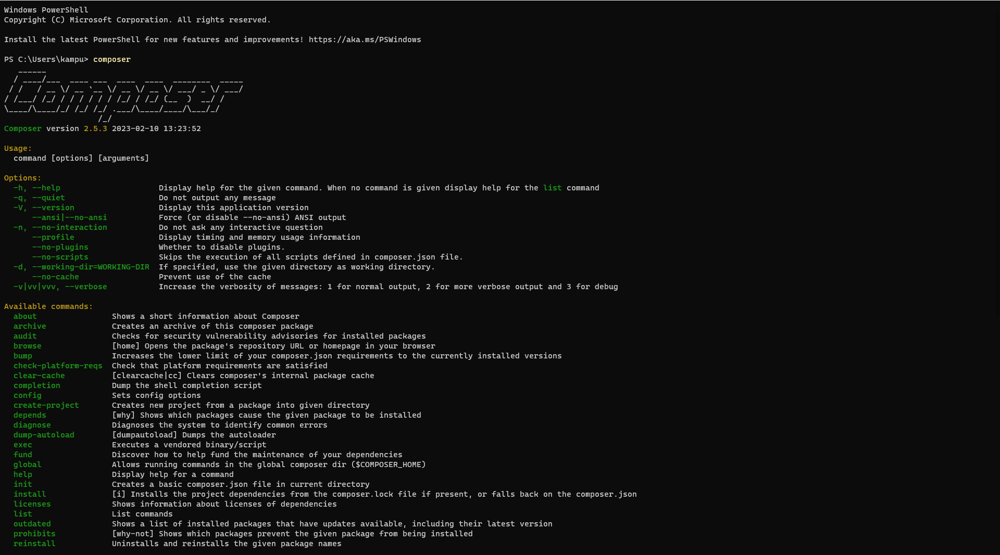 Windows PowerShell
Copyright (C) Microsoft Corporation. All rights reserved.
Install the latest PowerShell for new features and improvements! https://aka.ms/PSWindows
PS C:\Users\kampu> composer
   ______
  / ____/___  ____ ___  ____  ____  ________  _____
 / /   / __ \/ __ `__ \/ __ \/ __ \/ ___/ _ \/ ___/
/ /___/ /_/ / / / / / / /_/ / /_/ (__  )  __/ /
\____/\____/_/ /_/ /_/ .___/\____/____/\___/_/
                    /_/
Composer version 2.5.3 2023-02-10 13:23:52
Usage:
  command [options] [arguments]
Options:
  -h, --help                     Display help for the given command. When no command is given display help for the list command
  -q, --quiet                    Do not output any message
  -V, --version                  Display this application version
      --ansi|--no-ansi           Force (or disable --no-ansi) ANSI output
  -n, --no-interaction           Do not ask any interactive question
      --profile                  Display timing and memory usage information
      --no-plugins               Whether to disable plugins.
      --no-scripts               Skips the execution of all scripts defined in composer.json file.
  -d, --working-dir=WORKING-DIR  If specified, use the given directory as working directory.
      --no-cache                 Prevent use of the cache
  -v|vv|vvv, --verbose           Increase the verbosity of messages: 1 for normal output, 2 for more verbose output and 3 for debug
Available commands:
  about                Shows a short information about Composer
  archive              Creates an archive of this composer package
  audit                Checks for security vulnerability advisories for installed packages
  browse               [home] Opens the package's repository URL or homepage in your browser
  bump                 Increases the lower limit of your composer.json requirements to the currently installed versions
  check-platform-reqs  Check that platform requirements are satisfied
  clear-cache          [clearcache|cc] Clears composer's internal package cache
  completion           Dump the shell completion script
  config               Sets config options
  create-project       Creates new project from a package into given directory
  depends              [why] Shows which packages cause the given package to be installed
  diagnose             Diagnoses the system to identify common errors
  dump-autoload        [dumpautoload] Dumps the autoloader
  exec                 Executes a vendored binary/script
  fund                 Discover how to help fund the maintenance of your dependencies
  global               Allows running commands in the global composer dir ($COMPOSER_HOME)
  help                 Display help for a command
  init                 Creates a basic composer.json file in current directory
  install              [i] Installs the project dependencies from the composer.lock file if present, or falls back on the composer.json
  licenses             Shows information about licenses of dependencies
  list                 List commands
  outdated             Shows a list of installed packages that have updates available, including their latest version
  prohibits            [why-not] Shows which packages prevent the given package from being installed
  reinstall            Uninstalls and reinstalls the given package names